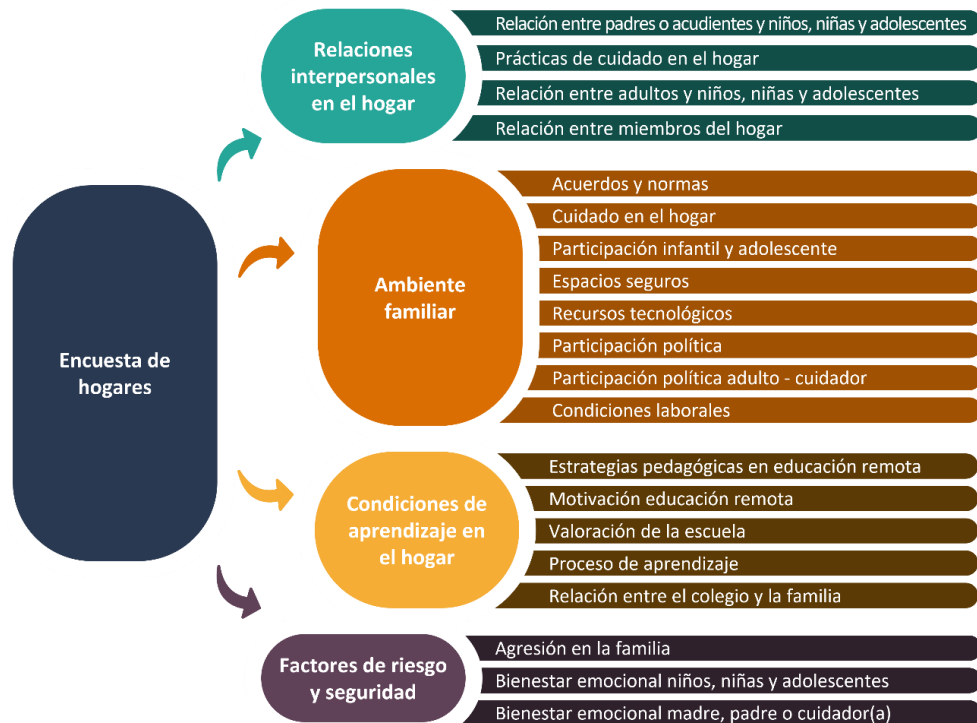 Encuesta de
hogares
Relaciones
interpersonales
en el hogar
Relación entre padres o acudientes y niños, niñas y adolescentes
Prácticas de cuidado en el hogar
Relación entre adultos y niños, niñas y adolescentes
Relación entre miembros del hogar
Ambiente
familiar
Acuerdos y normas
Cuidado en el hogar
Participación infantil y adolescente
Espacios seguros
Recursos tecnológicos
Participación política
Participación política adulto - cuidador
Condiciones laborales
Condiciones de
aprendizaje en
el hogar
Estrategias pedagógicas en educación remota
Motivación educación remota
Valoración de la escuela
Proceso de aprendizaje
Relación entre el colegio y la familia
Factores de riesgo
y seguridad
Agresión en la familia
Bienestar emocional niños, niñas y adolescentes
Bienestar emocional madre, padre o cuidador(a)